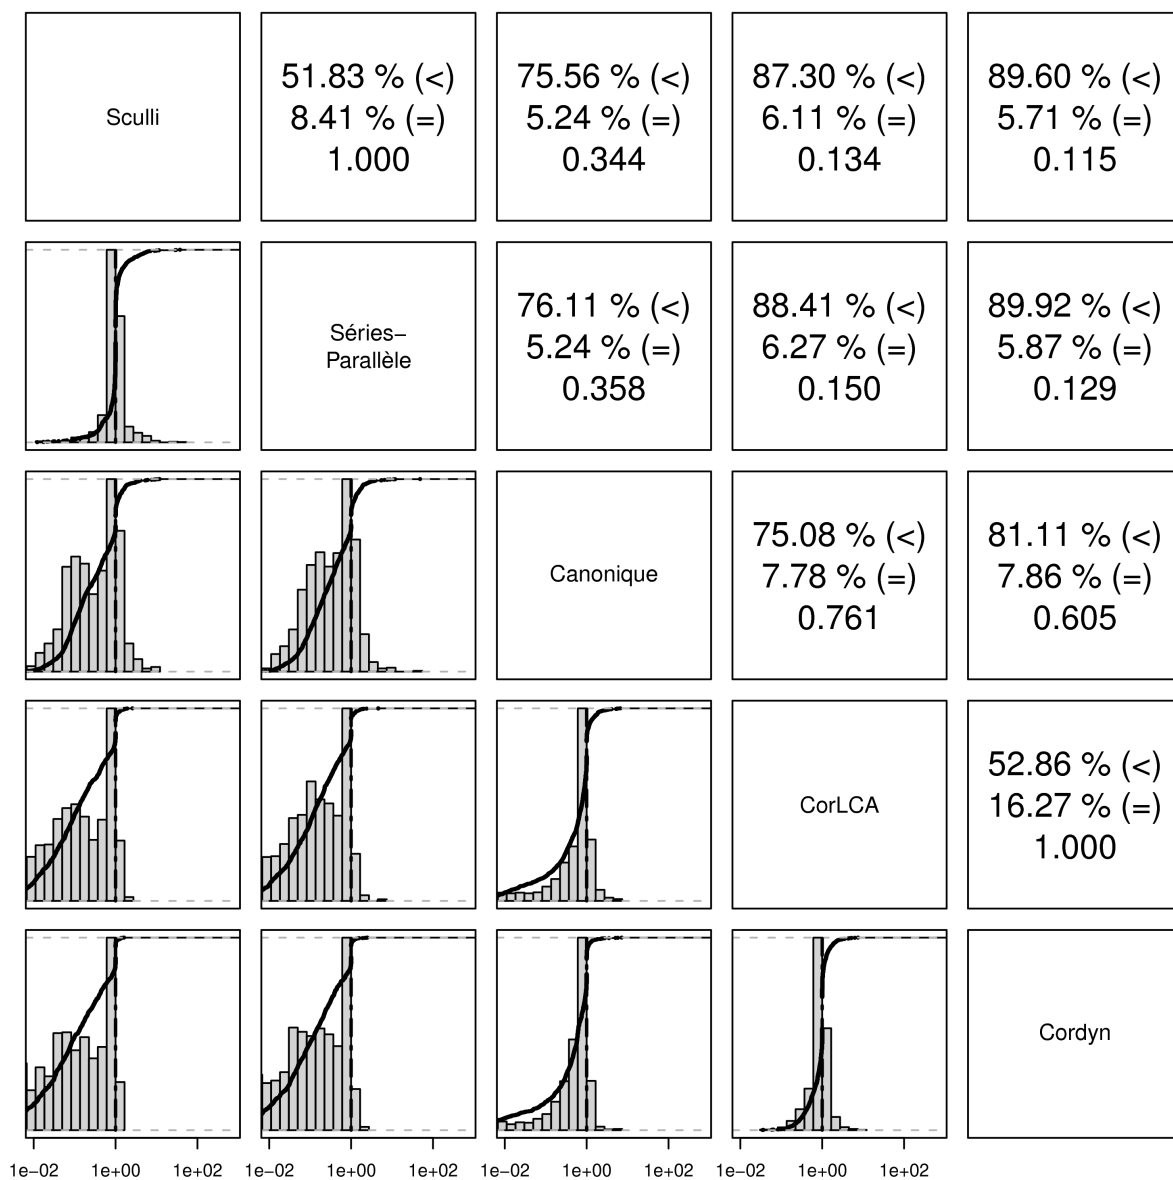 Sculli
51.83 % (<)
8.41 % (=)
1.000
75.56 % (<)
5.24 % (=)
0.344
87.30 % (<)
6.11 % (=)
0.134
89.60 % (<)
5.71 % (=)
0.115
Séries−
Parallèle
76.11 % (<)
5.24 % (=)
0.358
88.41 % (<)
6.27 % (=)
0.150
89.92 % (<)
5.87 % (=)
0.129
Canonique
75.08 % (<)
7.78 % (=)
0.761
81.11 % (<)
7.86 % (=)
0.605
CorLCA
52.86 % (<)
16.27 % (=)
1.000
Cordyn
1e−02 1e+00 1e+02 1e−02 1e+00 1e+02 1e−02 1e+00 1e+02 1e−02 1e+00 1e+02